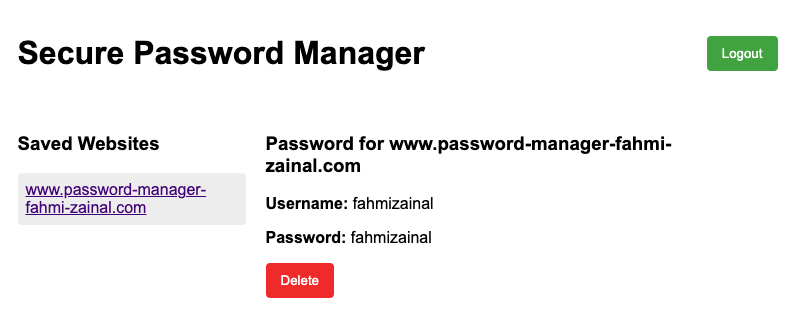 Secure Password Manager
Logout
Saved Websites
www.password-manager-
fahmi-zainal.com
Password for www.password-manager-fahmi-
zainal.com
Username: fahmizainal
Password: fahmizainal
Delete